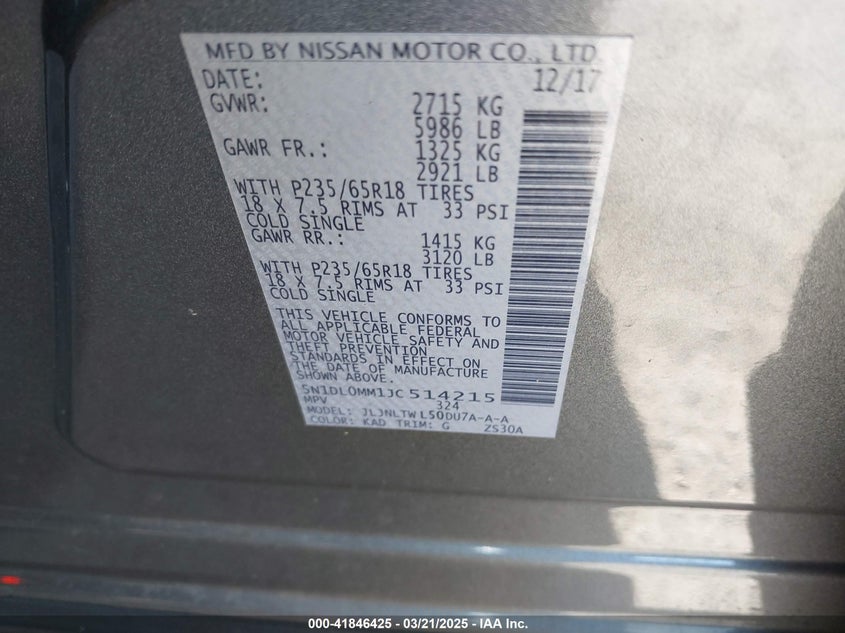 MFD BY NISSAN MOTOR CO., LTD
DATE: 12/17
GVWR: 2715 KG
5986 LB
GAWR FR.: 1325 KG
2921 LB
WITH P235/65R18 TIRES
18 X 7.5 RIMS AT 33 PSI
COLD SINGLE
GAWR RR.: 1415 KG
3120 LB
WITH P235/65R18 TIRES
18 X 7.5 RIMS AT 33 PSI
COLD SINGLE
THIS VEHICLE CONFORMS TO
ALL APPLICABLE FEDERAL
MOTOR VEHICLE SAFETY AND
THEFT PREVENTION
STANDARDS IN EFFECT ON
THE DATE OF MANUFACTURE
SHOWN ABOVE.
5N1DL0MM1JC514215
MPV 324
MODEL: JLJNLTWL50DU7A-A-A
COLOR: KAD TRIM: G ZS30A
000-41846425 - 03/21/2025 - IAA Inc.